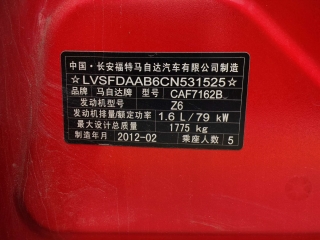 中国·长安福特马自达汽车有限公司制造
☆LVSFDAAB6CN531525☆
品牌 马自达牌 型号 CAF7162B
发动机型号 Z6
发动机排量/额定功率 1.6 L/79 kW
最大设计总质量 1775 kg
制造年月 2012-02 乘座人数 5